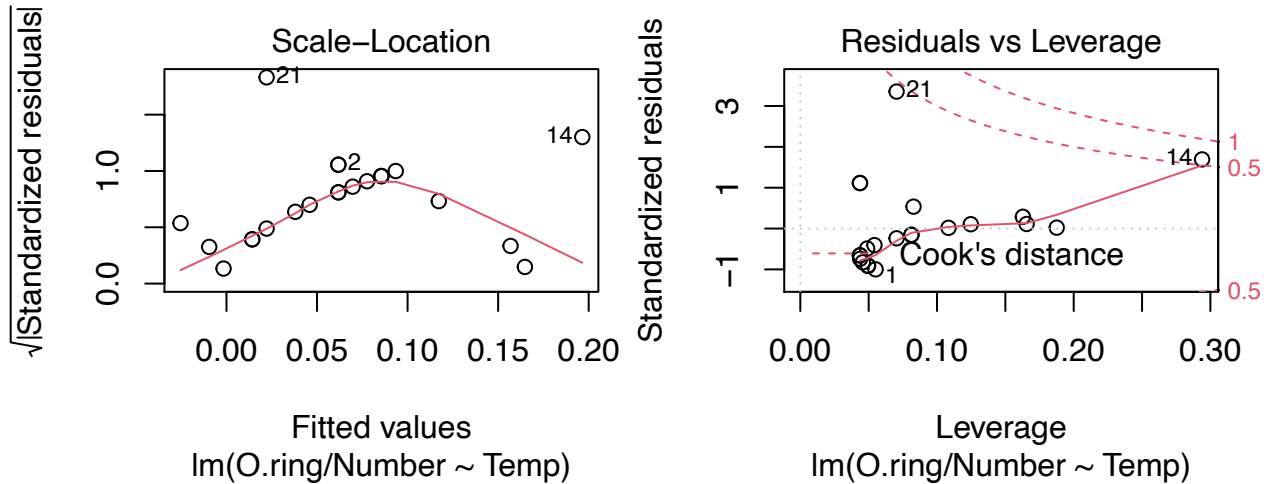 Scale−Location
√|Standardized residuals|
0.0 1.0
21
2
14
0.00 0.05 0.10 0.15 0.20
Fitted values
lm(O.ring/Number ~ Temp)
Residuals vs Leverage
Standardized residuals
−1 1 3
21
14
1
Cook's distance
1
0.5
0.5
0.00 0.05 0.10 0.20 0.30
Leverage
lm(O.ring/Number ~ Temp)